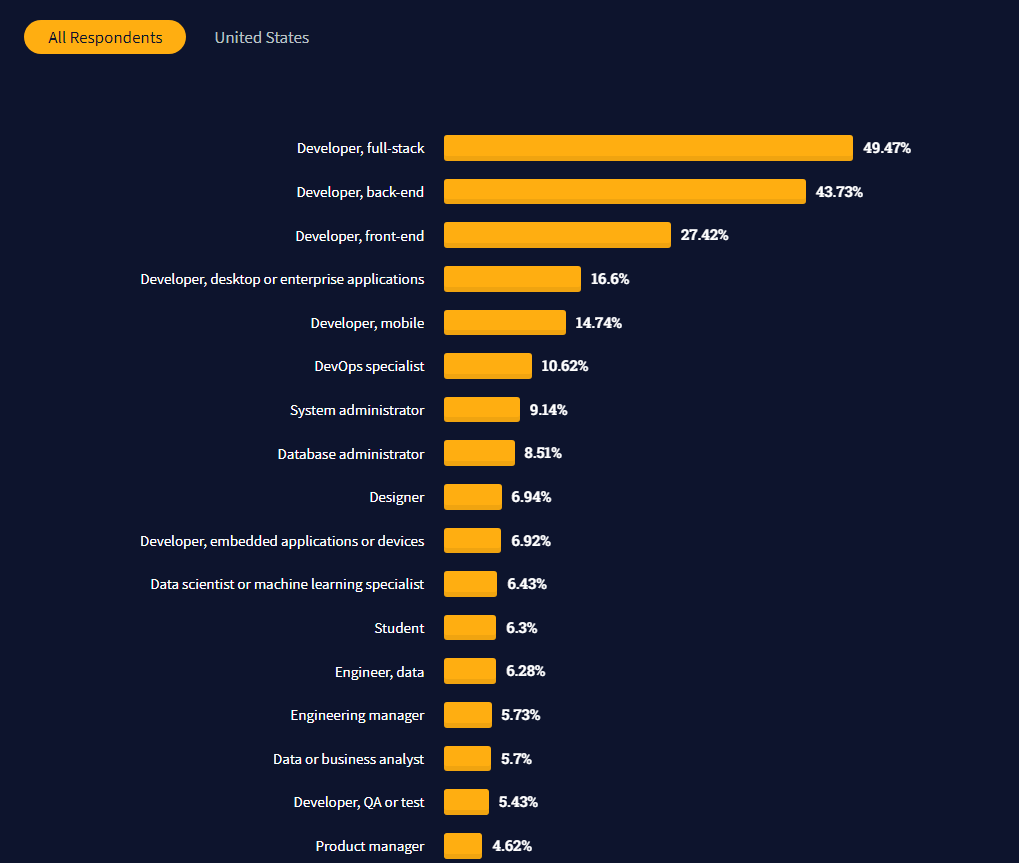 All Respondents United States
Developer, full-stack 49.47%
Developer, back-end 43.73%
Developer, front-end 27.42%
Developer, desktop or enterprise applications 16.6%
Developer, mobile 14.74%
DevOps specialist 10.62%
System administrator 9.14%
Database administrator 8.51%
Designer 6.94%
Developer, embedded applications or devices 6.92%
Data scientist or machine learning specialist 6.43%
Student 6.3%
Engineer, data 6.28%
Engineering manager 5.73%
Data or business analyst 5.7%
Developer, QA or test 5.43%
Product manager 4.62%